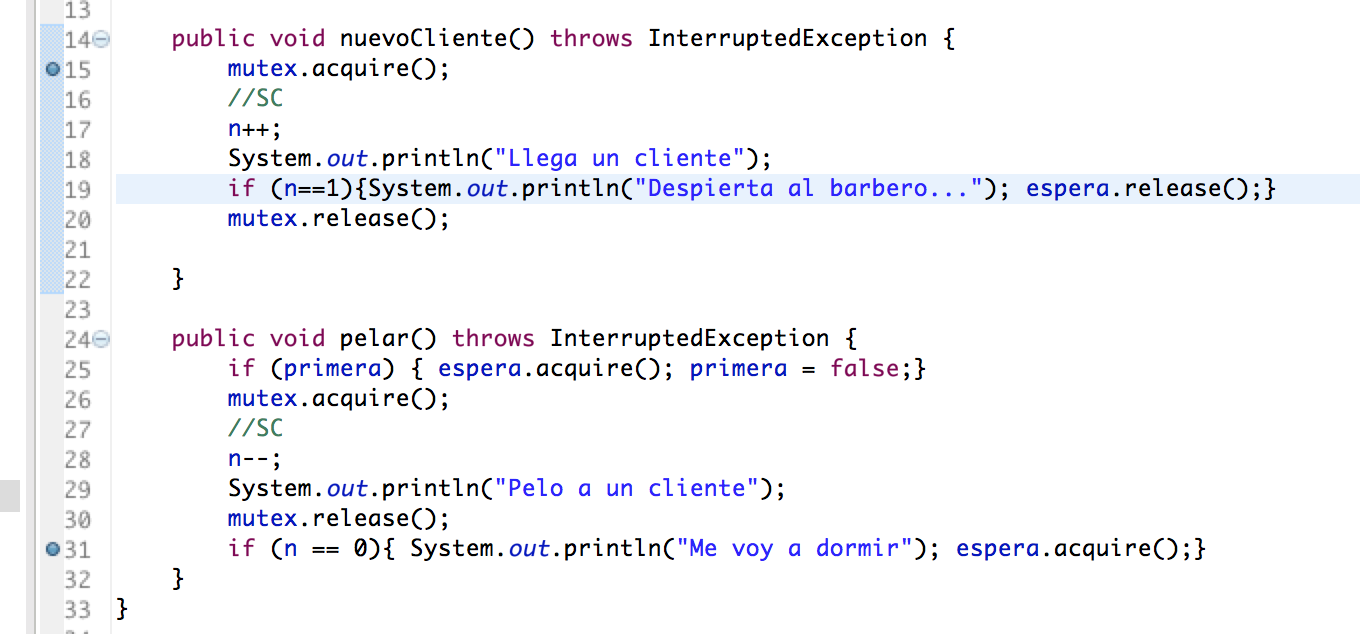 13
14 public void nuevoCliente() throws InterruptedException {
15 mutex.acquire();
16 //SC
17 n++;
18 System.out.println("Llega un cliente");
19 if (n==1){System.out.println("Despierta al barbero..."); espera.release();}
20 mutex.release();
21
22 }
23
24 public void pelar() throws InterruptedException {
25 if (primera) { espera.acquire(); primera = false;}
26 mutex.acquire();
27 //SC
28 n--;
29 System.out.println("Pelo a un cliente");
30 mutex.release();
31 if (n == 0){ System.out.println("Me voy a dormir"); espera.acquire();}
32 }
33 }